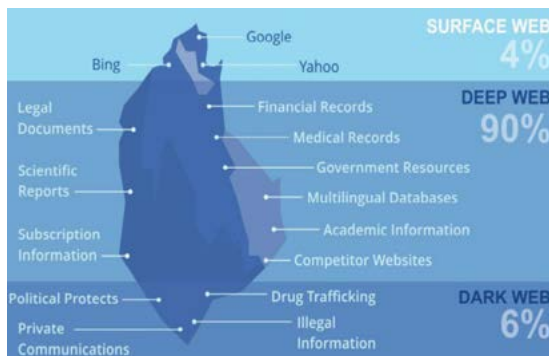 SURFACE WEB
4%
Google
Bing
Yahoo
DEEP WEB
90%
Legal
Documents
Financial Records
Medical Records
Scientific
Reports
Government Resources
Multilingual Databases
Subscription
Information
Academic Information
Competitor Websites
DARK WEB
6%
Political Protects
Drug Trafficking
Private
Communications
Illegal
Information